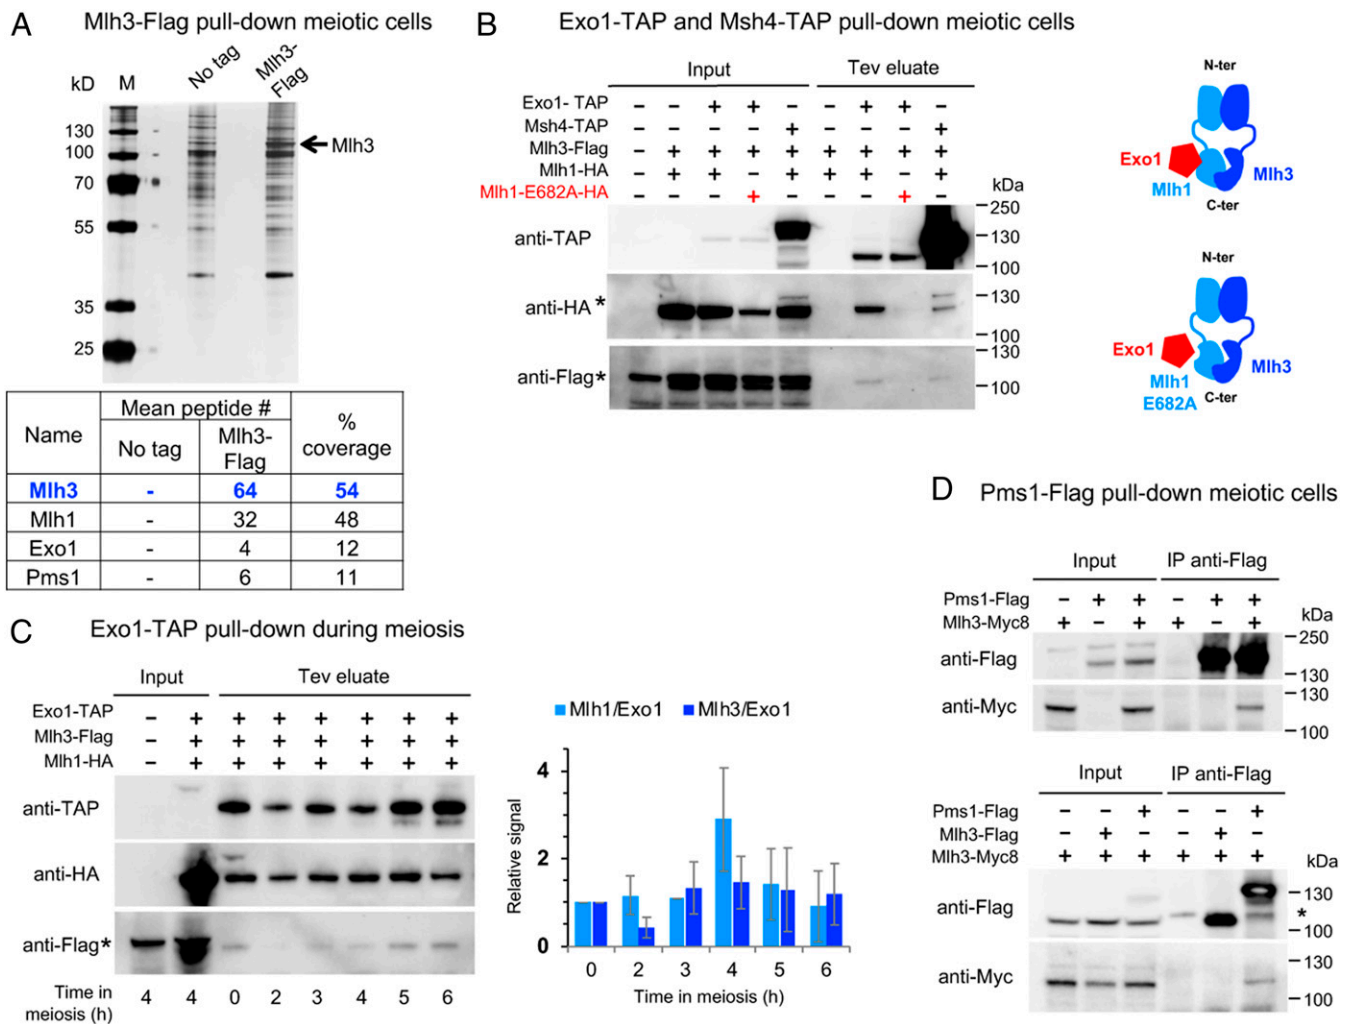 A Mlh3-Flag pull-down meiotic cells
kD M No tag Mlh3-Flag
130
100
70
55
35
25
Mlh3
Name Mean peptide # % coverage
No tag Mlh3-Flag
Mlh3 - 64 54
Mlh1 - 32 48
Exo1 - 4 12
Pms1 - 6 11
B Exo1-TAP and Msh4-TAP pull-down meiotic cells
Input Tev eluate
Exo1- TAP − − + + − − + + −
Msh4-TAP − − − − + − − − +
Mlh3-Flag − + + + + + + + +
Mlh1-HA − + + − + + + − +
Mlh1-E682A-HA − − − + − − − + −
kDa
anti-TAP
250
130
100
anti-HA *
130
100
anti-Flag*
130
100
N-ter
Exo1
Mlh1
Mlh3
C-ter
N-ter
Exo1
Mlh1
E682A
Mlh3
C-ter
C Exo1-TAP pull-down during meiosis
Input Tev eluate
Exo1-TAP − + + + + + + +
Mlh3-Flag − + + + + + + +
Mlh1-HA − + + + + + + +
anti-TAP
anti-HA
anti-Flag*
Time in meiosis (h) 4 4 0 2 3 4 5 6
Mlh1/Exo1 Mlh3/Exo1
Relative signal
4
2
0
0 2 3 4 5 6
Time in meiosis (h)
D Pms1-Flag pull-down meiotic cells
Input IP anti-Flag
Pms1-Flag − + + − + +
Mlh3-Myc8 + − + + − +
kDa
anti-Flag
250
130
anti-Myc
130
100
Input IP anti-Flag
Pms1-Flag − − + − − +
Mlh3-Flag − + − − + −
Mlh3-Myc8 + + + + + +
kDa
anti-Flag
130
*
100
anti-Myc
130
100